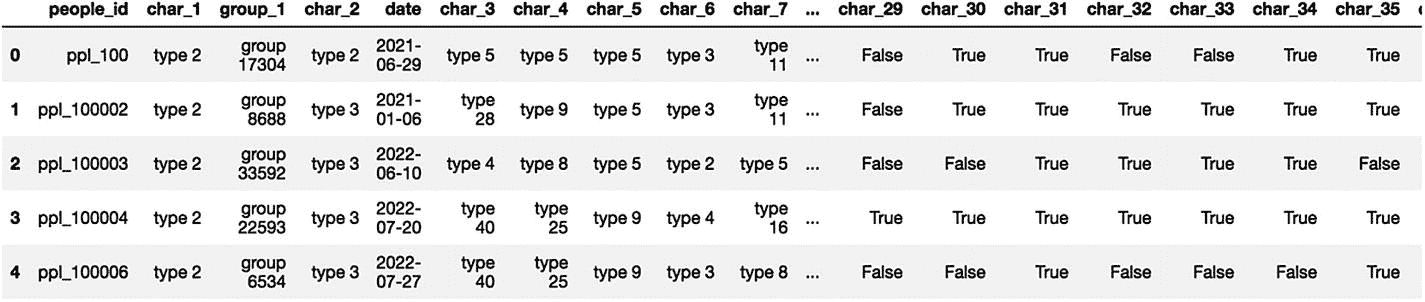 people_id char_1 group_1 char_2 date char_3 char_4 char_5 char_6 char_7 ... char_29 char_30 char_31 char_32 char_33 char_34 char_35
0 ppl_100 type 2 group 17304 type 2 2021-06-29 type 5 type 5 type 5 type 3 type 11 ... False True True False False True True
1 ppl_100002 type 2 group 8688 type 3 2021-01-06 type 28 type 9 type 5 type 3 type 11 ... False True True True True True True
2 ppl_100003 type 2 group 33592 type 3 2022-06-10 type 4 type 8 type 5 type 2 type 5 ... False False True True True True False
3 ppl_100004 type 2 group 22593 type 3 2022-07-20 type 40 type 25 type 9 type 4 type 16 ... True True True True True True True
4 ppl_100006 type 2 group 6534 type 3 2022-07-27 type 40 type 25 type 9 type 3 type 8 ... False False True False False False True